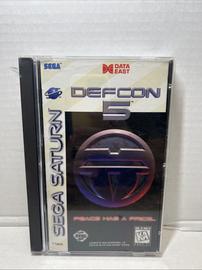 SEGA
DATA
EAST
DEFCON
5
SEGA SATURN
PEACE HAS A PRICE.